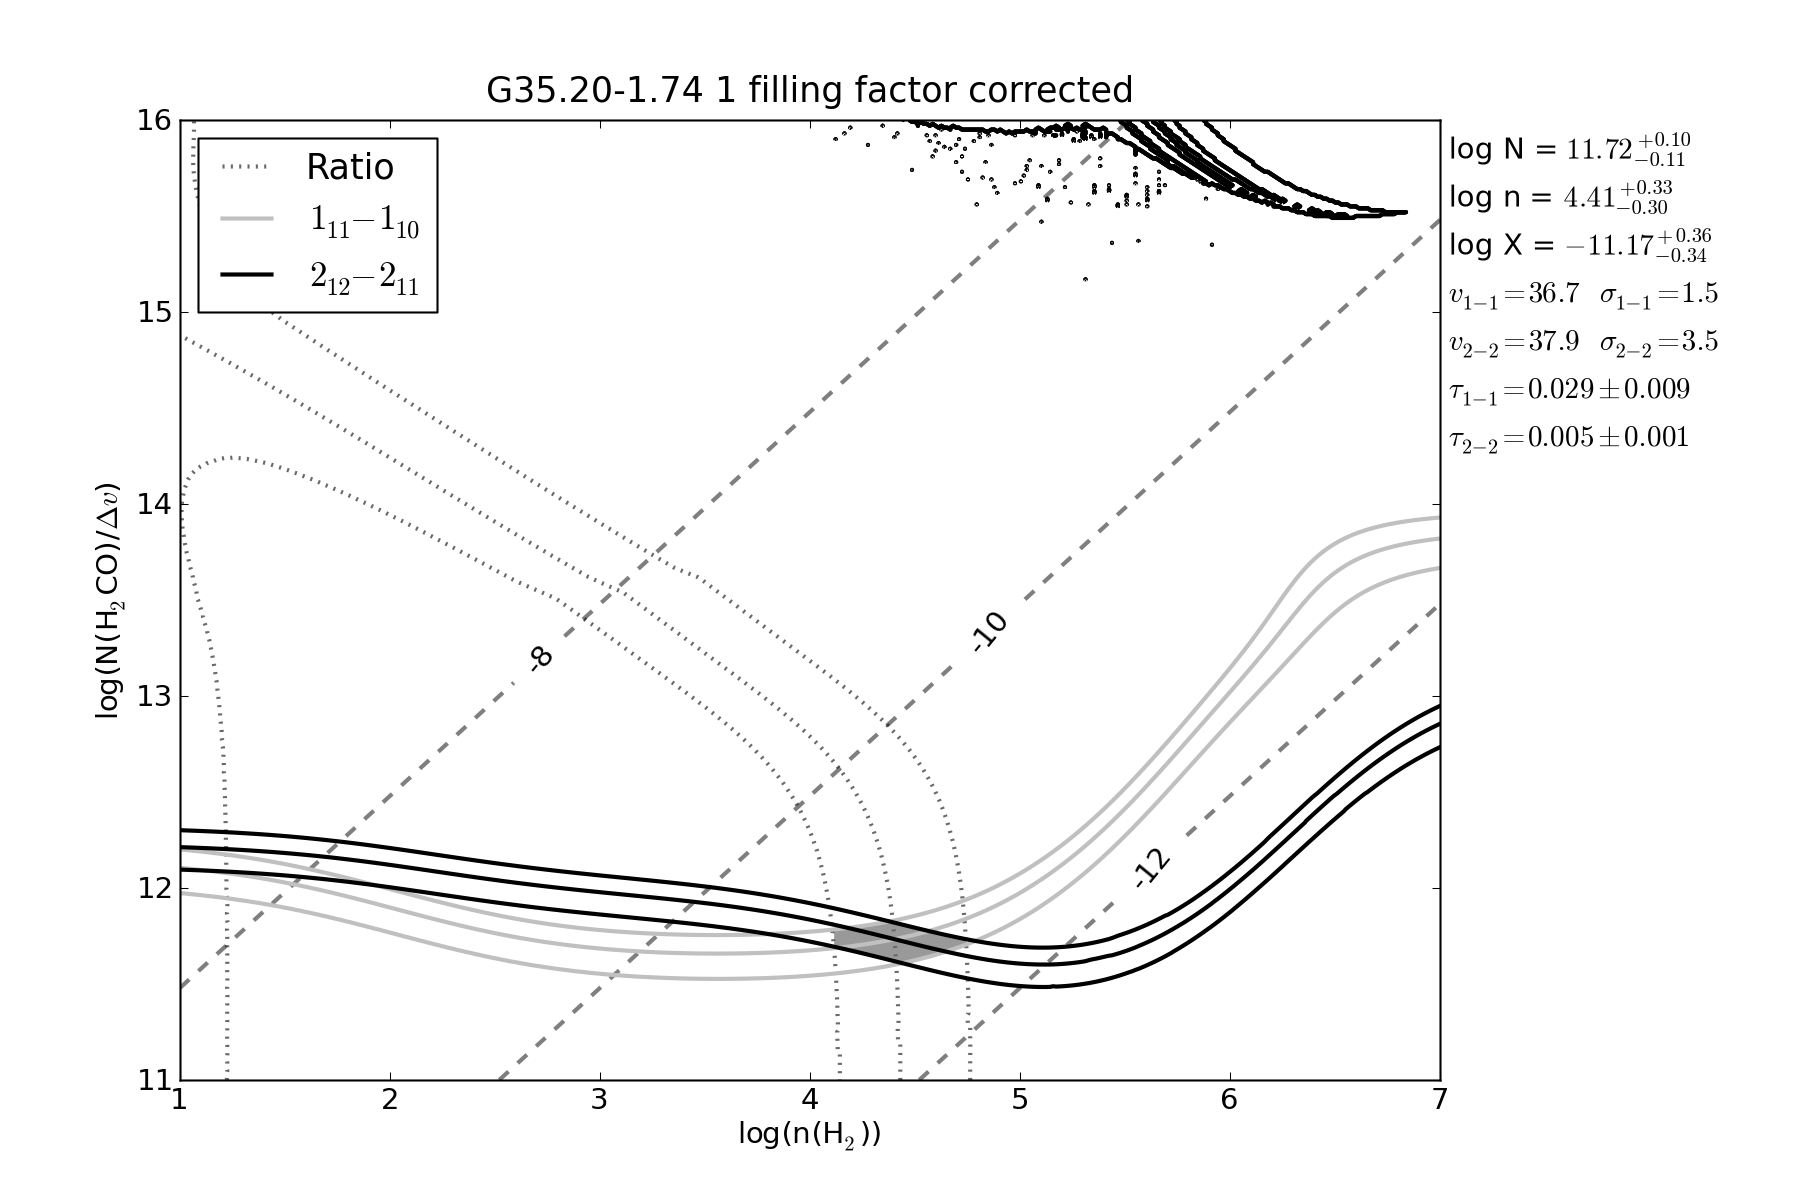 G35.20-1.74 1 filling factor corrected
Ratio
1₁₁−1₁₀
2₁₂−2₁₁
log N = 11.72 +0.10 −0.11
log n = 4.41 +0.33 −0.30
log X = −11.17 +0.36 −0.34
v₁₋₁=36.7 σ₁₋₁=1.5
v₂₋₂=37.9 σ₂₋₂=3.5
τ₁₋₁=0.029±0.009
τ₂₋₂=0.005±0.001
16
15
14
13
12
11
log(N(H₂CO)/Δv)
-8
-10
-12
1 2 3 4 5 6 7
log(n(H₂))